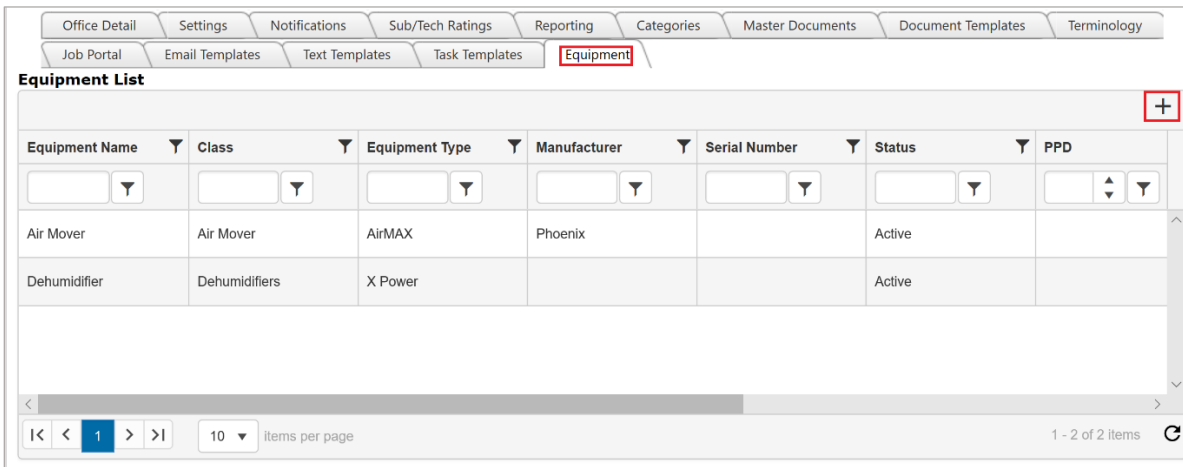 Office Detail Settings Notifications Sub/Tech Ratings Reporting Categories Master Documents Document Templates Terminology
Job Portal Email Templates Text Templates Task Templates Equipment
Equipment List
+
Equipment Name Class Equipment Type Manufacturer Serial Number Status PPD
Air Mover Air Mover AirMAX Phoenix Active
Dehumidifier Dehumidifiers X Power Active
1 10 items per page 1 - 2 of 2 items